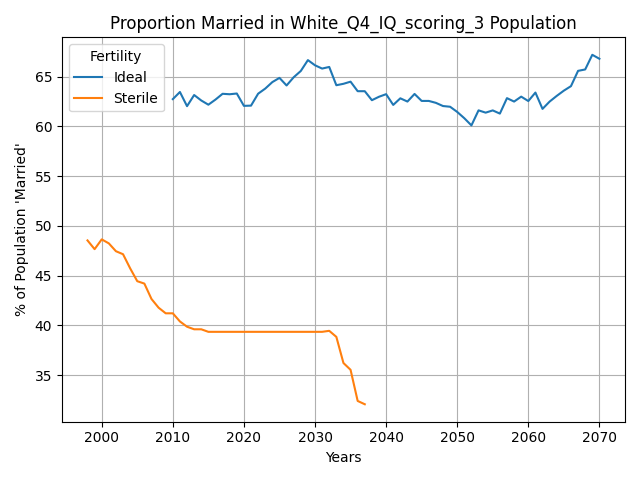 Proportion Married in White_Q4_IQ_scoring_3 Population
Fertility
Ideal
Sterile
% of Population 'Married'
65
60
55
50
45
40
35
2000 2010 2020 2030 2040 2050 2060 2070
Years